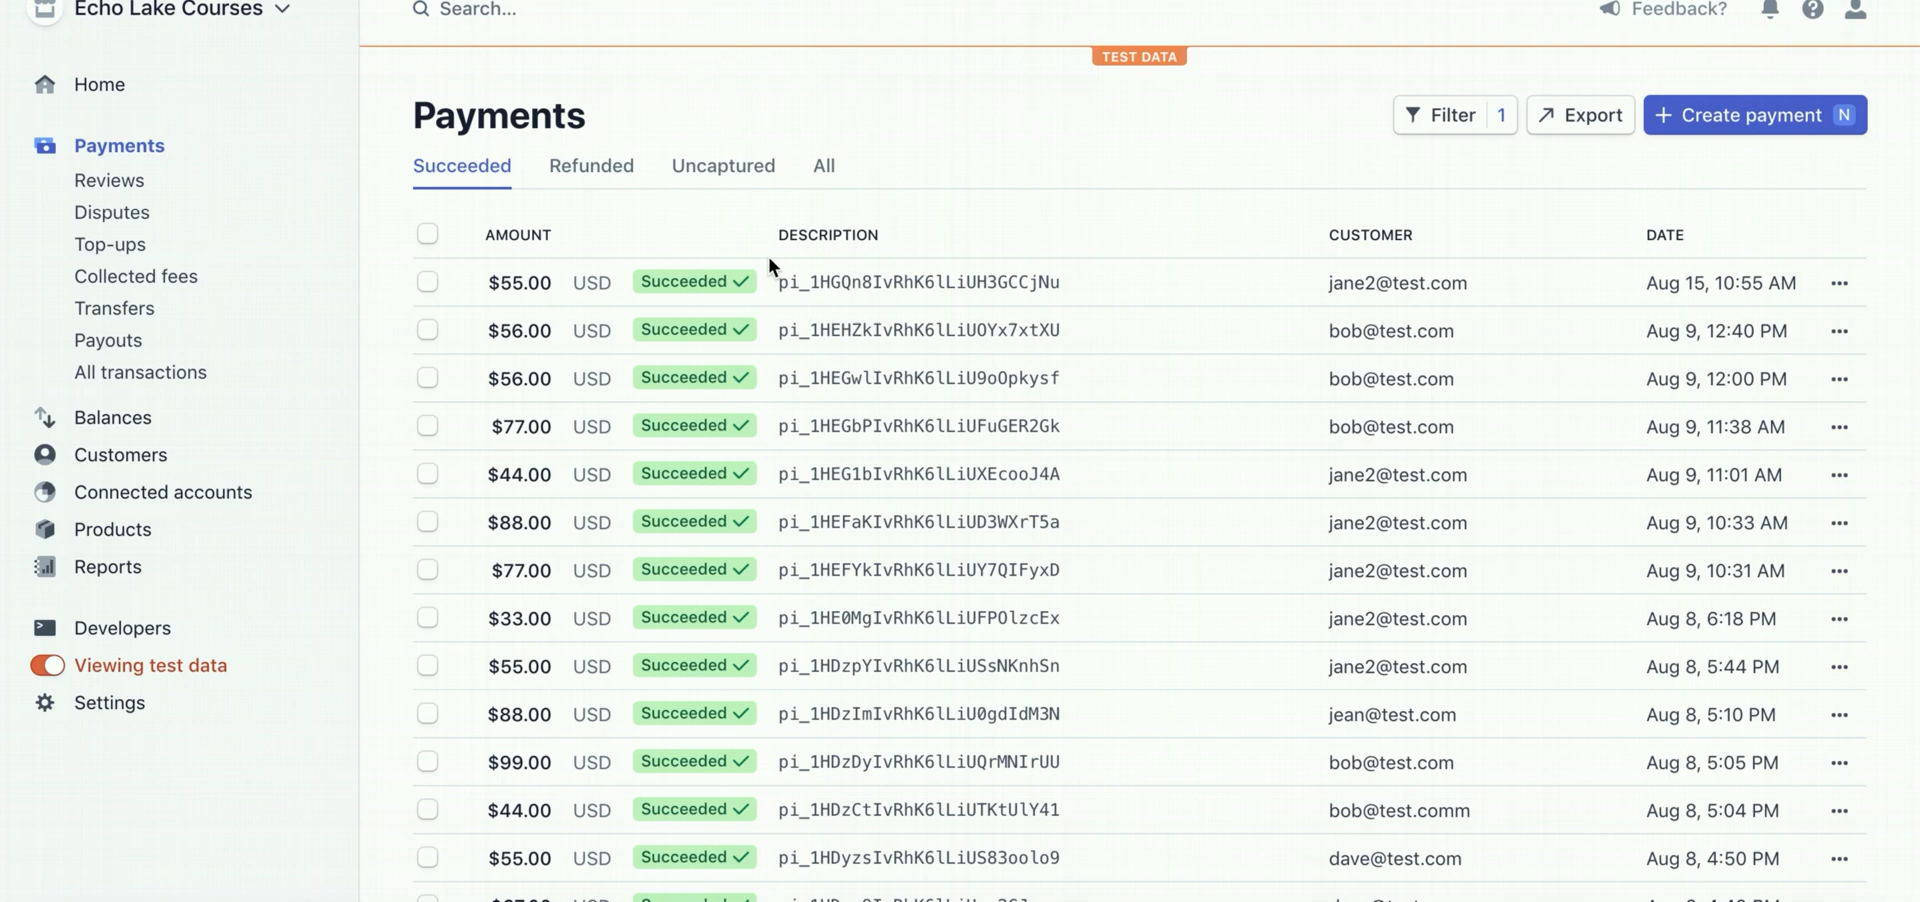 Echo Lake Courses
Search...
Feedback?
TEST DATA
Home
Payments
Reviews
Disputes
Top-ups
Collected fees
Transfers
Payouts
All transactions
Balances
Customers
Connected accounts
Products
Reports
Developers
Viewing test data
Settings
Payments
Filter 1
Export
+ Create payment N
Succeeded Refunded Uncaptured All
AMOUNT DESCRIPTION CUSTOMER DATE
$55.00 USD Succeeded ✓ pi_1HGQn8IvRhK6lLiUH3GCCjNu jane2@test.com Aug 15, 10:55 AM •••
$56.00 USD Succeeded ✓ pi_1HEHZkIvRhK6lLiUOYx7xtXU bob@test.com Aug 9, 12:40 PM •••
$56.00 USD Succeeded ✓ pi_1HEGwlIvRhK6lLiU9oOpkysf bob@test.com Aug 9, 12:00 PM •••
$77.00 USD Succeeded ✓ pi_1HEGbPIvRhK6lLiUFuGER2Gk bob@test.com Aug 9, 11:38 AM •••
$44.00 USD Succeeded ✓ pi_1HEG1bIvRhK6lLiUXEcooJ4A jane2@test.com Aug 9, 11:01 AM •••
$88.00 USD Succeeded ✓ pi_1HEFaKIvRhK6lLiUD3WXrT5a jane2@test.com Aug 9, 10:33 AM •••
$77.00 USD Succeeded ✓ pi_1HEFYkIvRhK6lLiUY7QIFyxD jane2@test.com Aug 9, 10:31 AM •••
$33.00 USD Succeeded ✓ pi_1HE0MgIvRhK6lLiUFPOlzcEx jane2@test.com Aug 8, 6:18 PM •••
$55.00 USD Succeeded ✓ pi_1HDzpYIvRhK6lLiUSsNKnhSn jane2@test.com Aug 8, 5:44 PM •••
$88.00 USD Succeeded ✓ pi_1HDzImIvRhK6lLiU0gdIdM3N jean@test.com Aug 8, 5:10 PM •••
$99.00 USD Succeeded ✓ pi_1HDzDyIvRhK6lLiUQrMNIrUU bob@test.com Aug 8, 5:05 PM •••
$44.00 USD Succeeded ✓ pi_1HDzCtIvRhK6lLiUTKtUlY41 bob@test.comm Aug 8, 5:04 PM •••
$55.00 USD Succeeded ✓ pi_1HDyzsIvRhK6lLiUS83oolo9 dave@test.com Aug 8, 4:50 PM •••